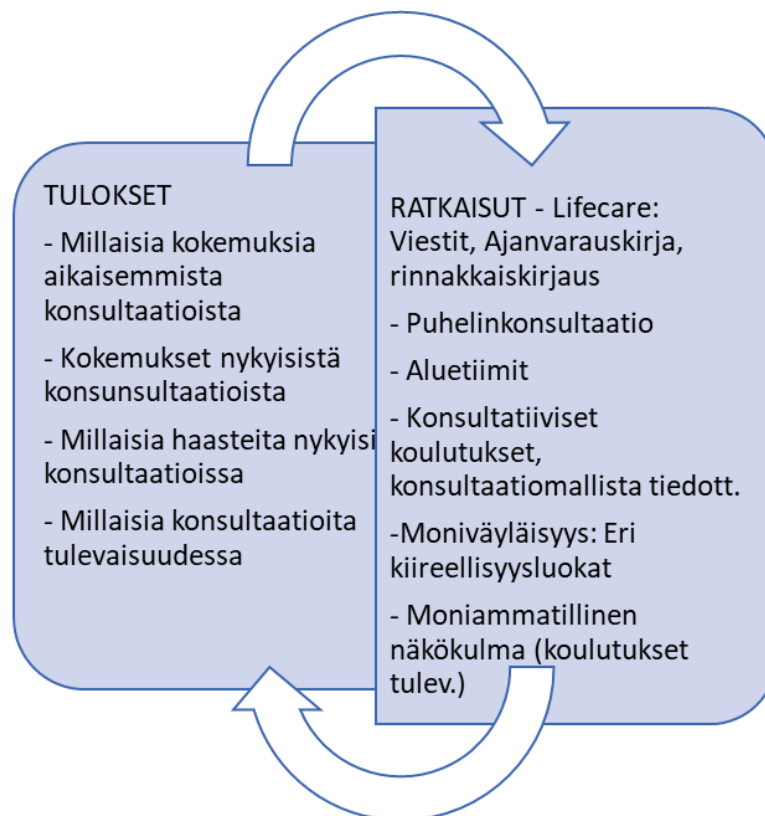 TULOKSET
- Millaisia kokemuksia
aikaisemmista
konsultaatioista
- Kokemukset nykyisistä
konsunsultaatioista
- Millaisia haasteita nykyisi
konsultaatioissa
- Millaisia konsultaatioita
tulevaisuudessa
RATKAISUT - Lifecare:
Viestit, Ajanvarauskirja,
rinnakkaiskirjaus
- Puhelinkonsultaatio
- Aluetiimit
- Konsultatiiviset
koulutukset,
konsultaatiomallista tiedott.
-Moniväyläisyys: Eri
kiireellisyysluokat
- Moniammatillinen
näkökulma (koulutukset
tulev.)